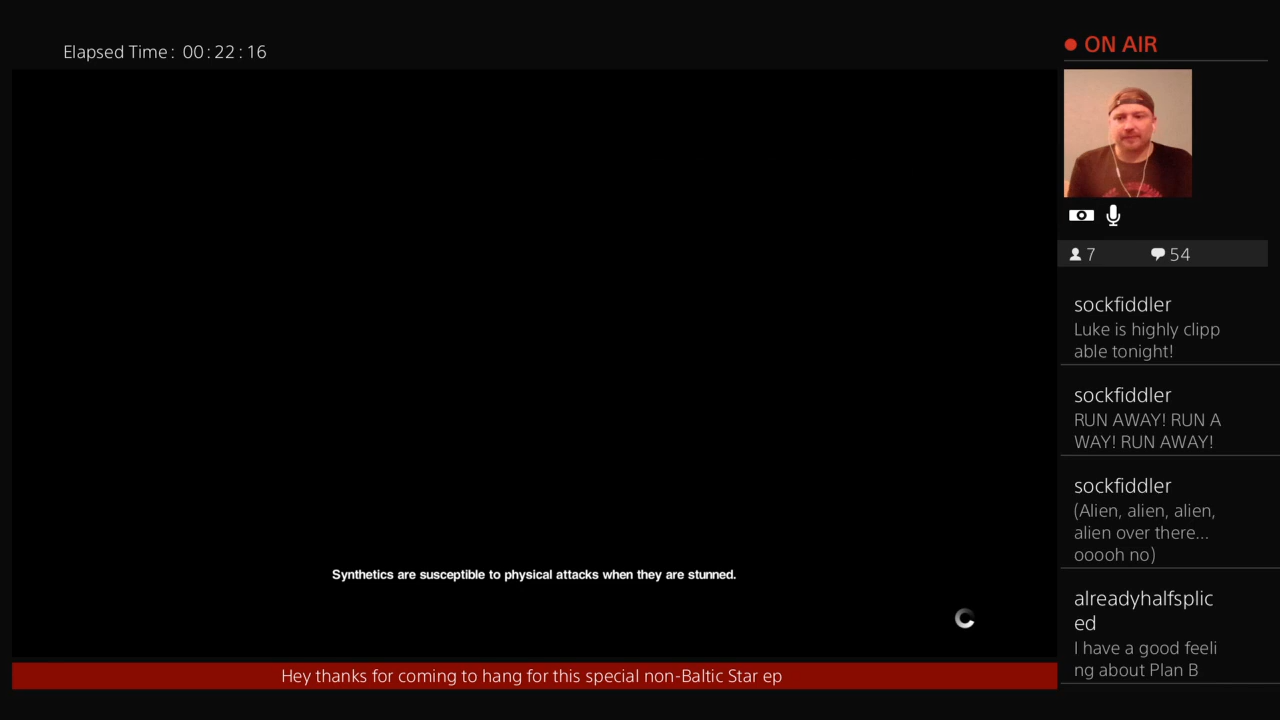 Elapsed Time: 00:22:16
ON AIR
7
54
sockfiddler
Luke is highly clipp
able tonight!
sockfiddler
RUN AWAY! RUN A
WAY! RUN AWAY!
sockfiddler
(Alien, alien, alien,
alien over there...
ooooh no)
alreadyhalfsplic
ed
I have a good feeli
ng about Plan B
Synthetics are susceptible to physical attacks when they are stunned.
Hey thanks for coming to hang for this special non-Baltic Star ep